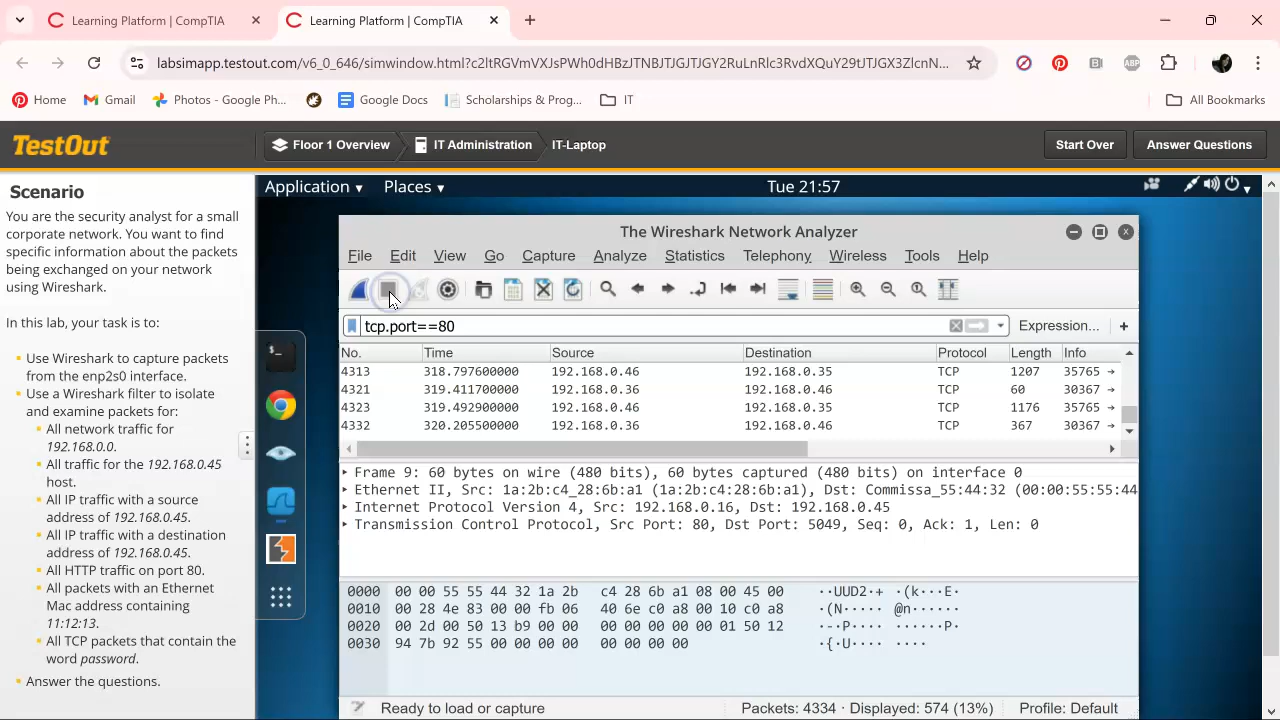 Learning Platform | CompTIA
Learning Platform | CompTIA
labsimapp.testout.com/v6_0_646/simwindow.html?c2ltRGVmVXJsPWh0dHBzJTNBJTJGJTJGY2RuLnRlc3RvdXQuY29tJTJGX3ZlcnN...
Home
Gmail
Photos - Google Ph...
Google Docs
Scholarships & Prog...
IT
All Bookmarks
TestOut
Floor 1 Overview
IT Administration
IT-Laptop
Start Over
Answer Questions
Scenario
You are the security analyst for a small
corporate network. You want to find
specific information about the packets
being exchanged on your network
using Wireshark.
In this lab, your task is to:
Use Wireshark to capture packets
from the enp2s0 interface.
Use a Wireshark filter to isolate
and examine packets for:
All network traffic for
192.168.0.0.
All traffic for the 192.168.0.45
host.
All IP traffic with a source
address of 192.168.0.45.
All IP traffic with a destination
address of 192.168.0.45.
All HTTP traffic on port 80.
All packets with an Ethernet
Mac address containing
11:12:13.
All TCP packets that contain the
word password.
Answer the questions.
Application
Places
Tue 21:57
The Wireshark Network Analyzer
File Edit View Go Capture Analyze Statistics Telephony Wireless Tools Help
tcp.port==80
Expression... +
No. Time Source Destination Protocol Length Info
4313 318.797600000 192.168.0.46 192.168.0.35 TCP 1207 35765 →
4321 319.411700000 192.168.0.36 192.168.0.46 TCP 60 30367 →
4323 319.492900000 192.168.0.46 192.168.0.35 TCP 1176 35765 →
4332 320.205500000 192.168.0.36 192.168.0.46 TCP 367 30367 →
Frame 9: 60 bytes on wire (480 bits), 60 bytes captured (480 bits) on interface 0
Ethernet II, Src: 1a:2b:c4_28:6b:a1 (1a:2b:c4:28:6b:a1), Dst: Commissa_55:44:32 (00:00:55:55:44
Internet Protocol Version 4, Src: 192.168.0.16, Dst: 192.168.0.45
Transmission Control Protocol, Src Port: 80, Dst Port: 5049, Seq: 0, Ack: 1, Len: 0
0000 00 00 55 55 44 32 1a 2b c4 28 6b a1 08 00 45 00 ··UUD2·+ ·(k···E·
0010 00 28 4e 83 00 00 fb 06 40 6e c0 a8 00 10 c0 a8 ·(N····· @n······
0020 00 2d 00 50 13 b9 00 00 00 00 00 00 00 01 50 12 ·-·P···· ······P·
0030 94 7b 92 55 00 00 00 00 00 00 00 00 ·{·U···· ····
Ready to load or capture
Packets: 4334 · Displayed: 574 (13%)
Profile: Default